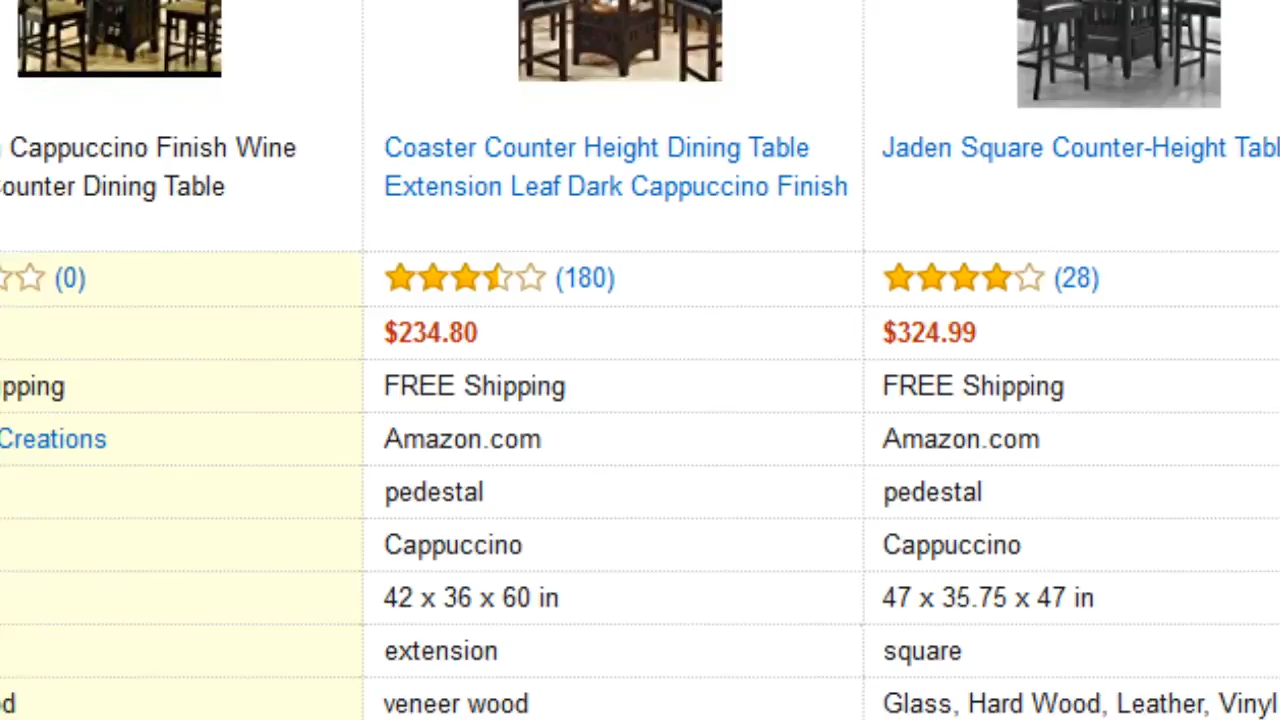 Cappuccino Finish Wine
Counter Dining Table
Coaster Counter Height Dining Table
Extension Leaf Dark Cappuccino Finish
Jaden Square Counter-Height
(0)
(180)
(28)
$234.80
$324.99
FREE Shipping
FREE Shipping
Creations
Amazon.com
Amazon.com
pedestal
pedestal
Cappuccino
Cappuccino
42 x 36 x 60 in
47 x 35.75 x 47 in
extension
square
veneer wood
Glass, Hard Wood, Leather, Vinyl